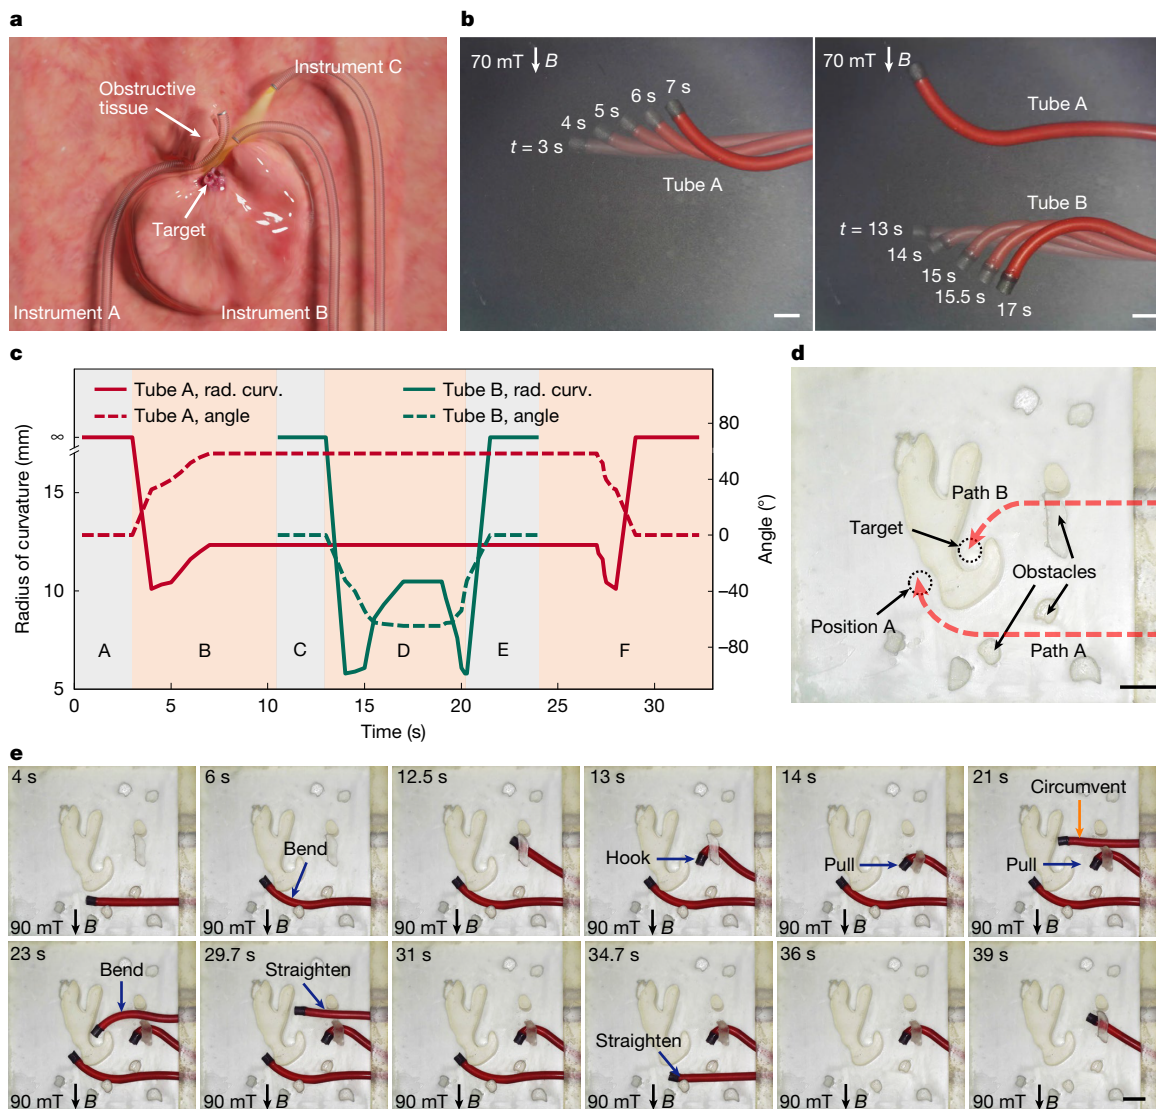 a
Obstructive
tissue
Instrument C
Target
Instrument A
Instrument B
b
70 mT B
t = 3 s
4 s
5 s
6 s
7 s
Tube A
70 mT B
Tube A
Tube B
t = 13 s
14 s
15 s
15.5 s
17 s
c
Tube A, rad. curv.
Tube A, angle
Tube B, rad. curv.
Tube B, angle
Radius of curvature (mm)
∞
15
10
5
A
B
C
D
E
F
0
5
10
15
20
25
30
Time (s)
80
40
0
−40
−80
Angle (°)
d
Path B
Target
Obstacles
Position A
Path A
e
4 s
90 mT B
6 s
Bend
90 mT B
12.5 s
90 mT B
13 s
Hook
90 mT B
14 s
Pull
90 mT B
21 s
Circumvent
Pull
90 mT B
23 s
Bend
90 mT B
29.7 s
Straighten
90 mT B
31 s
90 mT B
34.7 s
Straighten
90 mT B
36 s
90 mT B
39 s
90 mT B